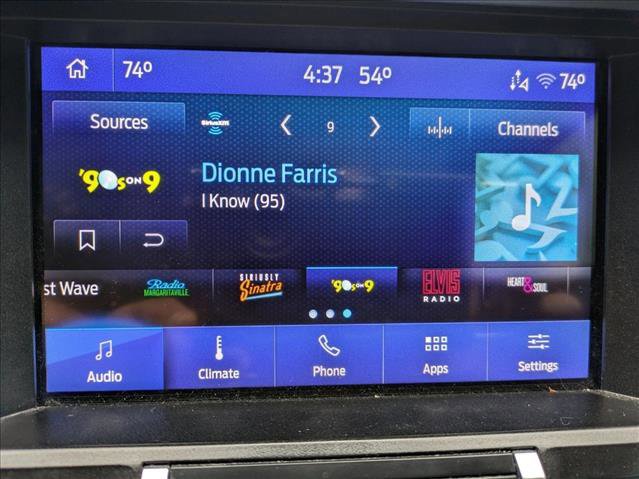 74°
4:37 54°
74°
Sources
SiriusXM
9
Channels
'90s ON 9
Dionne Farris
I Know (95)
st Wave
Radio MARGARITAVILLE
SERIOUSLY Sinatra
'90s ON 9
ELVIS RADIO
HEART & SOUL
Audio
Climate
Phone
Apps
Settings